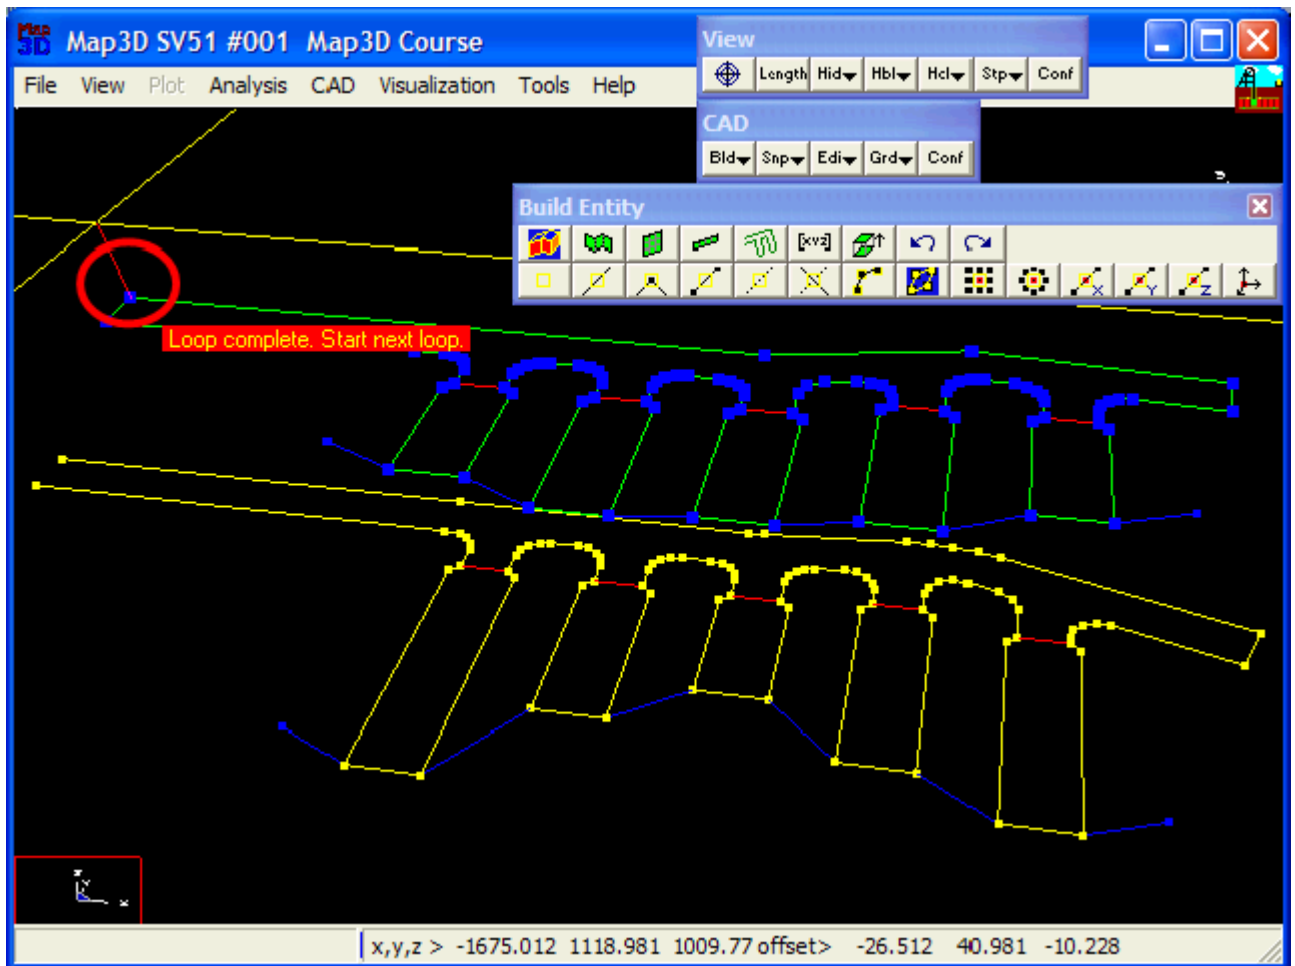 Map3D SV51 #001 Map3D Course
File View Plot Analysis CAD Visualization Tools Help
View
Length Hid Hbl Hcl Stp Conf
CAD
Bld Snp Edi Grd Conf
Build Entity
[xyz]
X Y Z
Loop complete. Start next loop.
x,y,z > -1675.012 1118.981 1009.77 offset> -26.512 40.981 -10.228